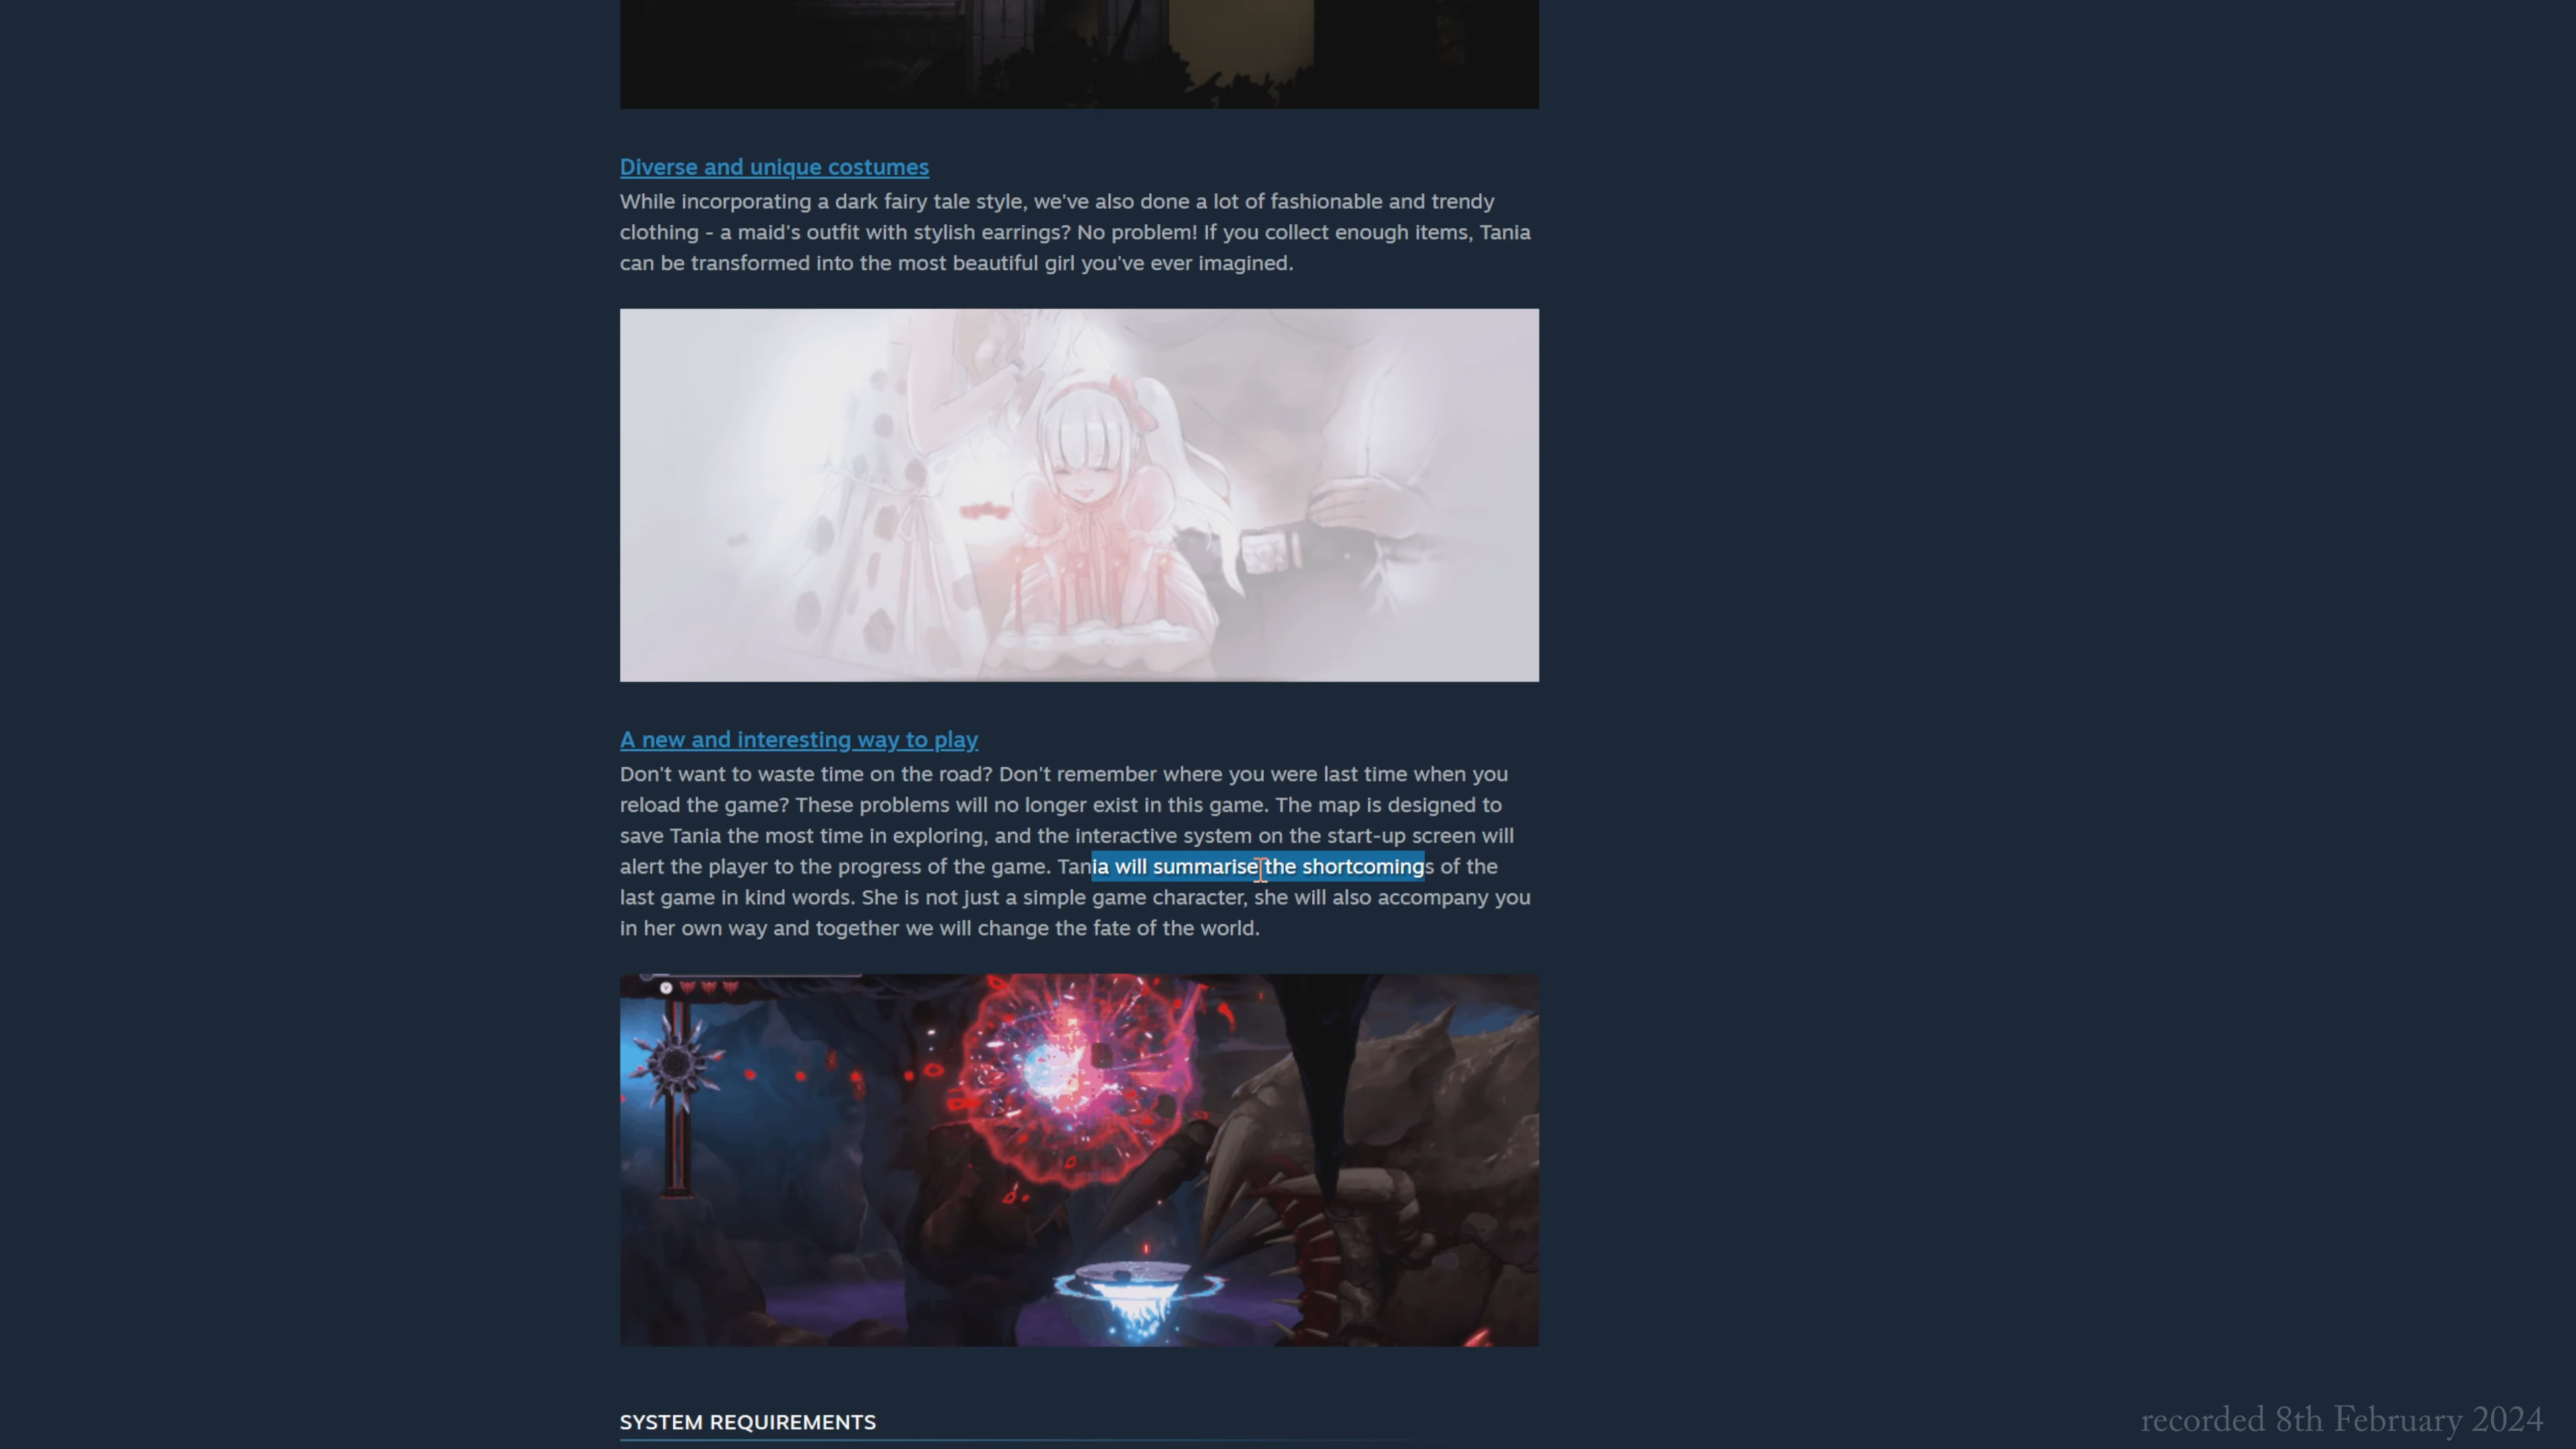 Diverse and unique costumes
While incorporating a dark fairy tale style, we've also done a lot of fashionable and trendy
clothing - a maid's outfit with stylish earrings? No problem! If you collect enough items, Tania
can be transformed into the most beautiful girl you've ever imagined.
A new and interesting way to play
Don't want to waste time on the road? Don't remember where you were last time when you
reload the game? These problems will no longer exist in this game. The map is designed to
save Tania the most time in exploring, and the interactive system on the start-up screen will
alert the player to the progress of the game. Tania will summarise the shortcomings of the
last game in kind words. She is not just a simple game character, she will also accompany you
in her own way and together we will change the fate of the world.
SYSTEM REQUIREMENTS
recorded 8th February 2024